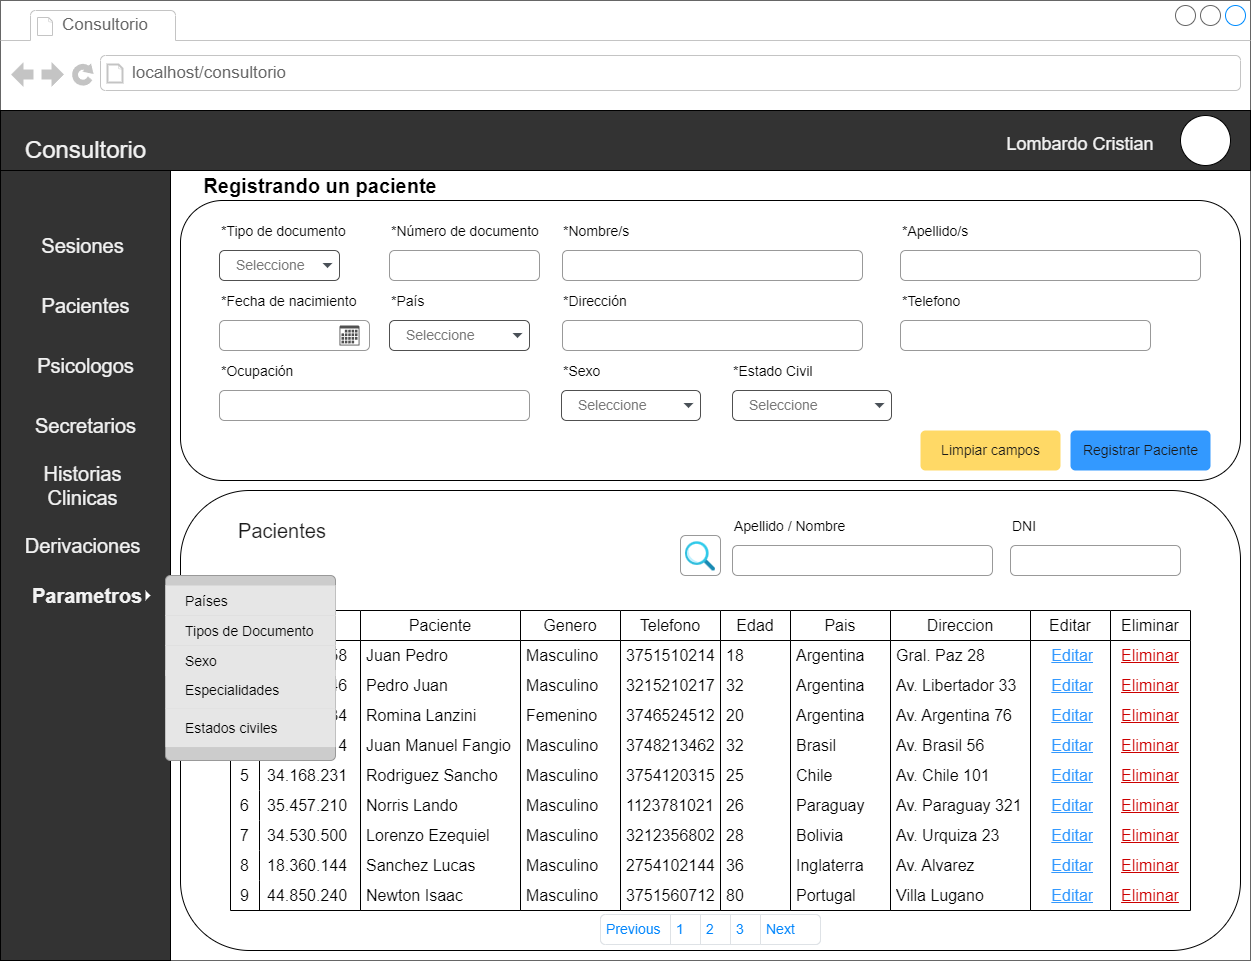 Consultorio
localhost/consultorio
Consultorio
Lombardo Cristian
Sesiones
Pacientes
Psicologos
Secretarios
Historias
Clinicas
Derivaciones
Parametros
Países
Tipos de Documento
Sexo
Especialidades
Estados civiles
Registrando un paciente
*Tipo de documento *Número de documento *Nombre/s *Apellido/s
Seleccione
*Fecha de nacimiento *País *Dirección *Telefono
Seleccione
*Ocupación *Sexo *Estado Civil
Seleccione Seleccione
Limpiar campos Registrar Paciente
Pacientes
Apellido / Nombre DNI
Paciente Genero Telefono Edad Pais Direccion Editar Eliminar
58 Juan Pedro Masculino 3751510214 18 Argentina Gral. Paz 28 Editar Eliminar
46 Pedro Juan Masculino 3215210217 32 Argentina Av. Libertador 33 Editar Eliminar
34 Romina Lanzini Femenino 3746524512 20 Argentina Av. Argentina 76 Editar Eliminar
4 Juan Manuel Fangio Masculino 3748213462 32 Brasil Av. Brasil 56 Editar Eliminar
5 34.168.231 Rodriguez Sancho Masculino 3754120315 25 Chile Av. Chile 101 Editar Eliminar
6 35.457.210 Norris Lando Masculino 1123781021 26 Paraguay Av. Paraguay 321 Editar Eliminar
7 34.530.500 Lorenzo Ezequiel Masculino 3212356802 28 Bolivia Av. Urquiza 23 Editar Eliminar
8 18.360.144 Sanchez Lucas Masculino 2754102144 36 Inglaterra Av. Alvarez Editar Eliminar
9 44.850.240 Newton Isaac Masculino 3751560712 80 Portugal Villa Lugano Editar Eliminar
Previous 1 2 3 Next